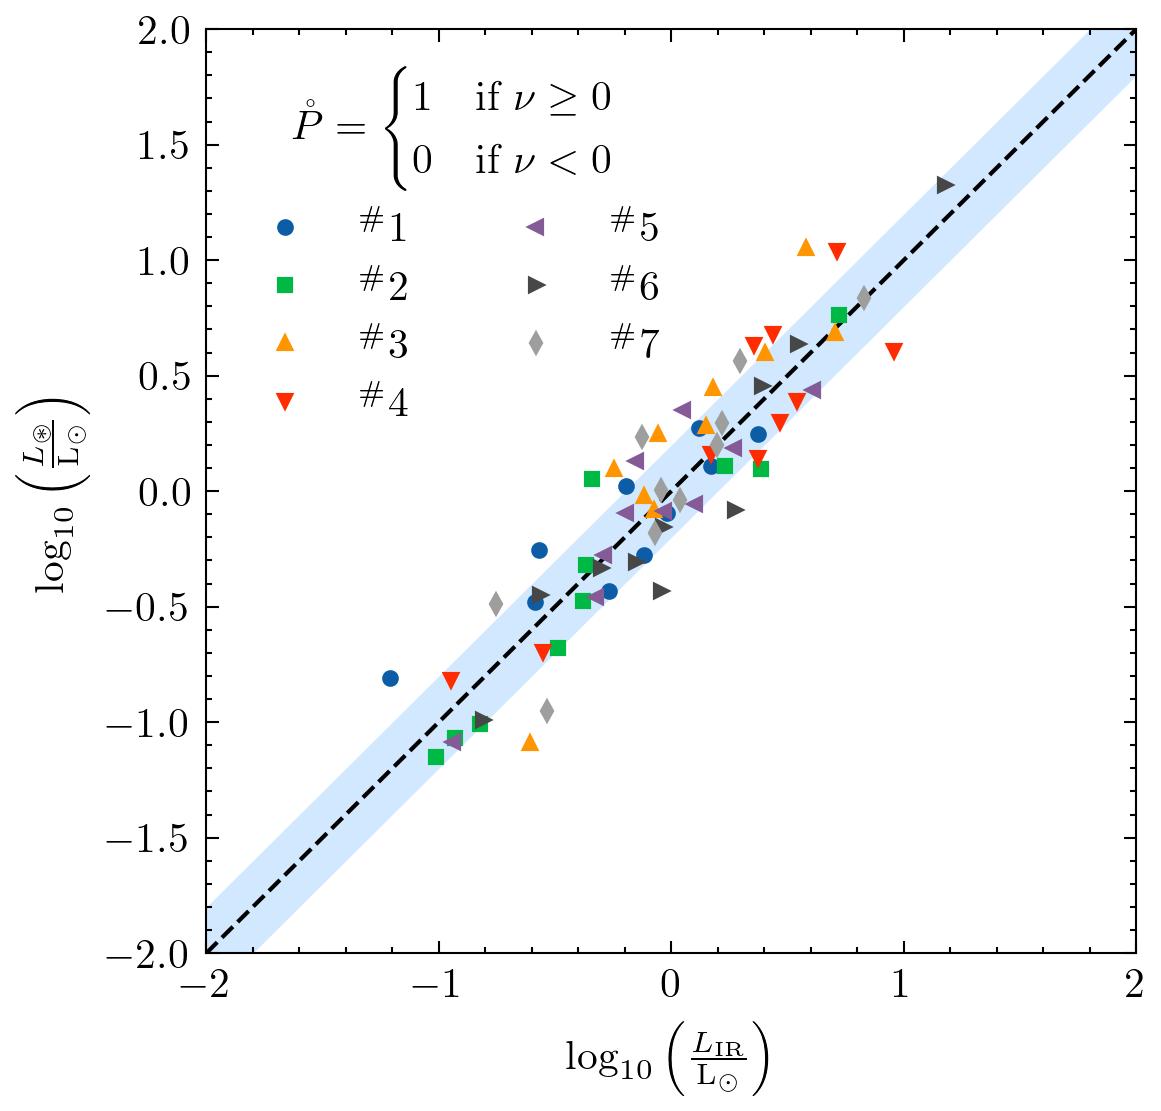 2.0
1.5
1.0
0.5
0.0
−0.5
−1.0
−1.5
−2.0
P̊ = { 1 if ν ≥ 0
0 if ν < 0
#1 #5
#2 #6
#3 #7
#4
log₁₀ (L⊛/L⊙)
−2 −1 0 1 2
log₁₀ (L_IR/L⊙)